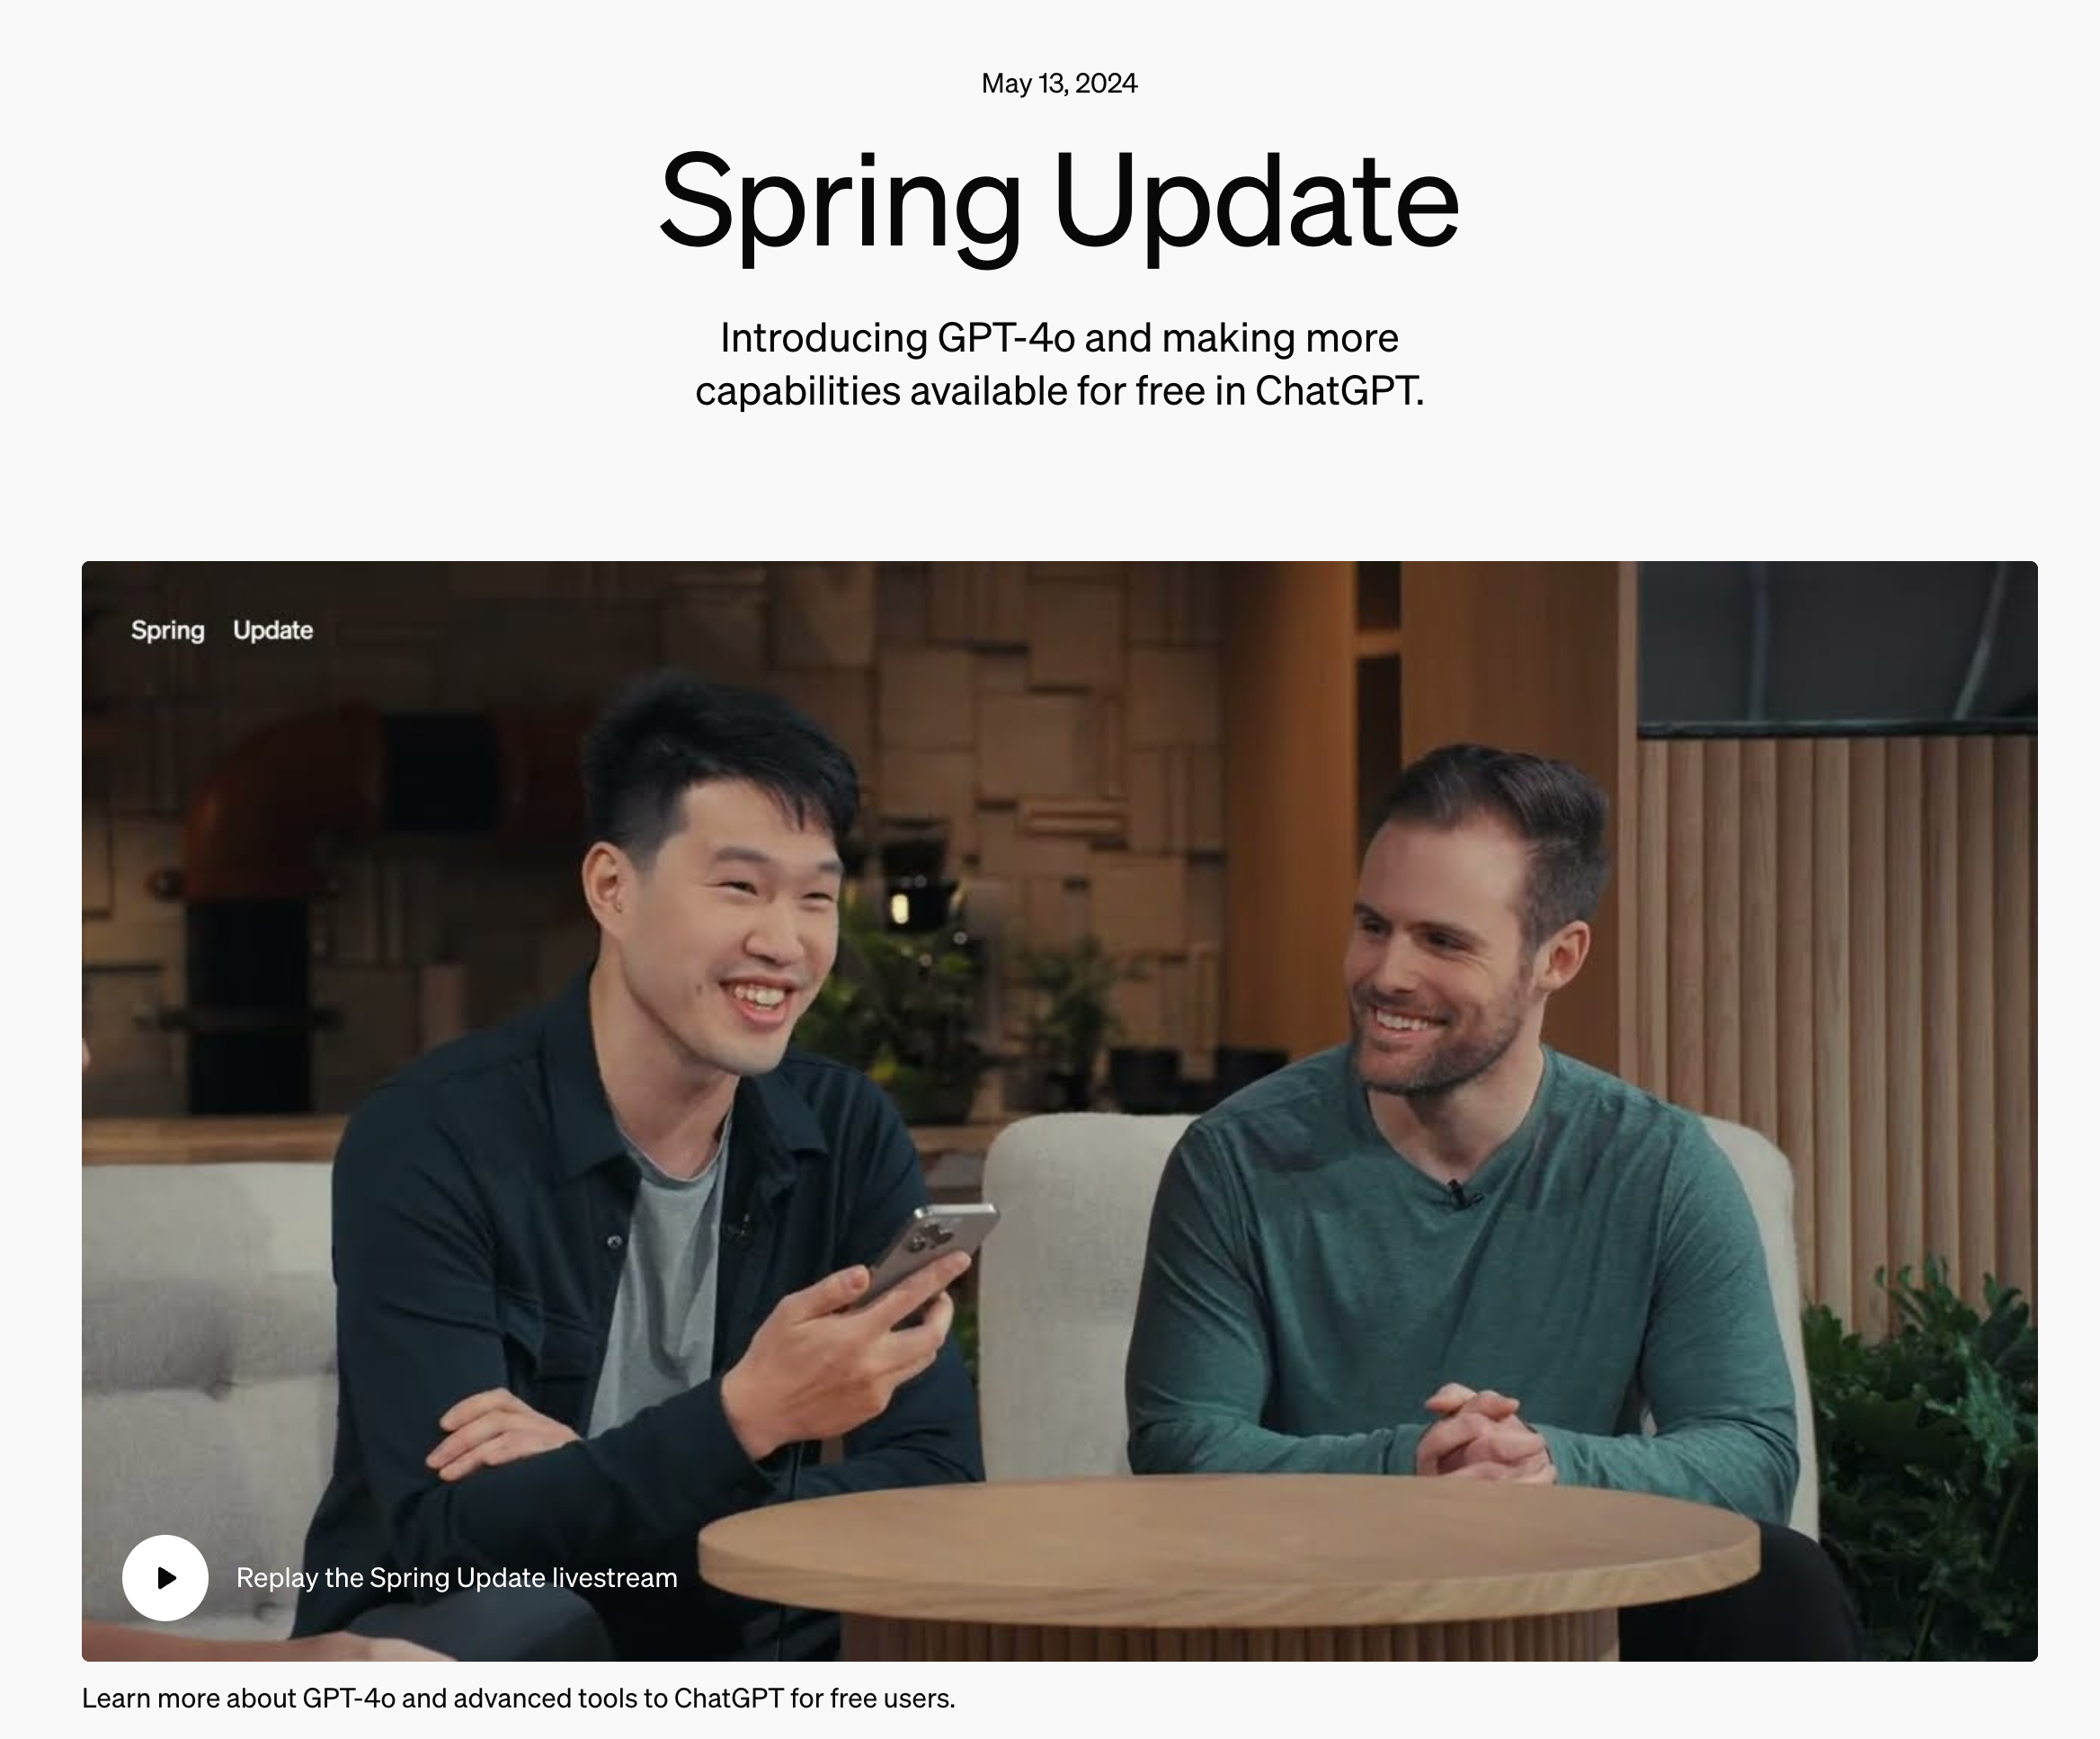 May 13, 2024
Spring Update
Introducing GPT-4o and making more
capabilities available for free in ChatGPT.
Spring Update
Replay the Spring Update livestream
Learn more about GPT-4o and advanced tools to ChatGPT for free users.